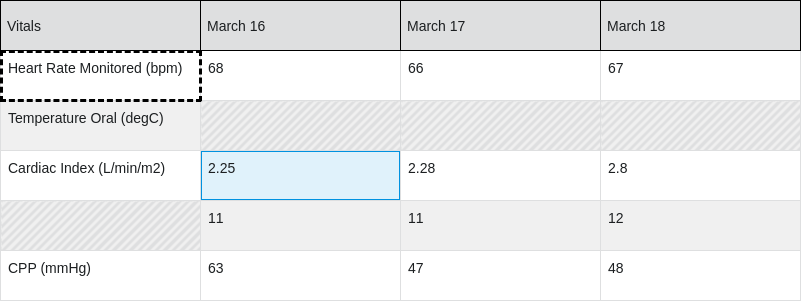 Vitals March 16 March 17 March 18
Heart Rate Monitored (bpm) 68 66 67
Temperature Oral (degC)
Cardiac Index (L/min/m2) 2.25 2.28 2.8
11 11 12
CPP (mmHg) 63 47 48